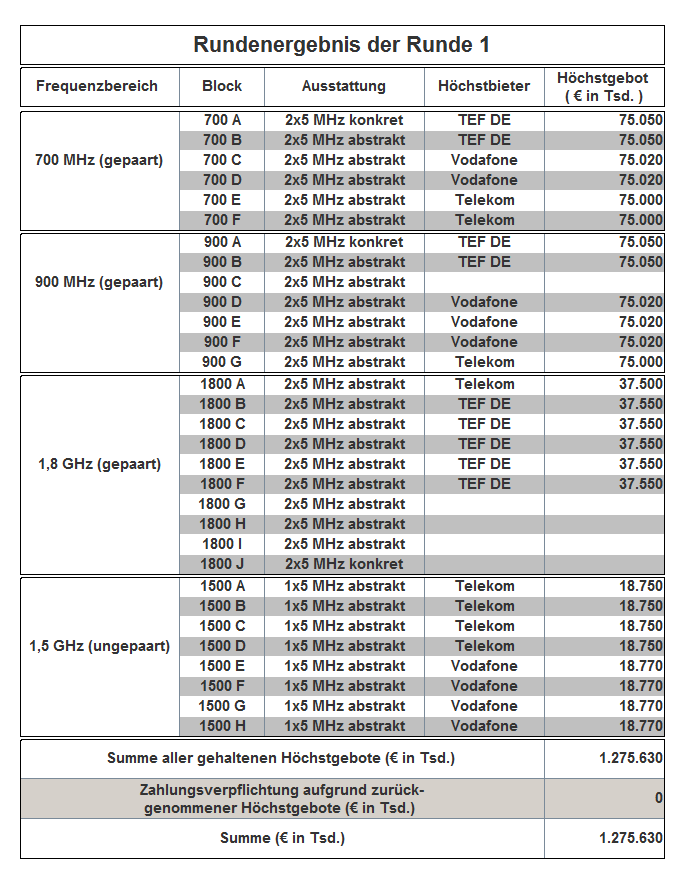 Rundenergebnis der Runde 1
Frequenzbereich Block Ausstattung Höchstbieter Höchstgebot
( € in Tsd. )
700 A 2x5 MHz konkret TEF DE 75.050
700 B 2x5 MHz abstrakt TEF DE 75.050
700 MHz (gepaart) 700 C 2x5 MHz abstrakt Vodafone 75.020
700 D 2x5 MHz abstrakt Vodafone 75.020
700 E 2x5 MHz abstrakt Telekom 75.000
700 F 2x5 MHz abstrakt Telekom 75.000
900 A 2x5 MHz konkret TEF DE 75.050
900 B 2x5 MHz abstrakt TEF DE 75.050
900 MHz (gepaart) 900 C 2x5 MHz abstrakt
900 D 2x5 MHz abstrakt Vodafone 75.020
900 E 2x5 MHz abstrakt Vodafone 75.020
900 F 2x5 MHz abstrakt Vodafone 75.020
900 G 2x5 MHz abstrakt Telekom 75.000
1800 A 2x5 MHz abstrakt Telekom 37.500
1800 B 2x5 MHz abstrakt TEF DE 37.550
1800 C 2x5 MHz abstrakt TEF DE 37.550
1800 D 2x5 MHz abstrakt TEF DE 37.550
1,8 GHz (gepaart) 1800 E 2x5 MHz abstrakt TEF DE 37.550
1800 F 2x5 MHz abstrakt TEF DE 37.550
1800 G 2x5 MHz abstrakt
1800 H 2x5 MHz abstrakt
1800 I 2x5 MHz abstrakt
1800 J 2x5 MHz konkret
1500 A 1x5 MHz abstrakt Telekom 18.750
1500 B 1x5 MHz abstrakt Telekom 18.750
1500 C 1x5 MHz abstrakt Telekom 18.750
1,5 GHz (ungepaart) 1500 D 1x5 MHz abstrakt Telekom 18.750
1500 E 1x5 MHz abstrakt Vodafone 18.770
1500 F 1x5 MHz abstrakt Vodafone 18.770
1500 G 1x5 MHz abstrakt Vodafone 18.770
1500 H 1x5 MHz abstrakt Vodafone 18.770
Summe aller gehaltenen Höchstgebote (€ in Tsd.) 1.275.630
Zahlungsverpflichtung aufgrund zurück-
genommener Höchstgebote (€ in Tsd.) 0
Summe (€ in Tsd.) 1.275.630